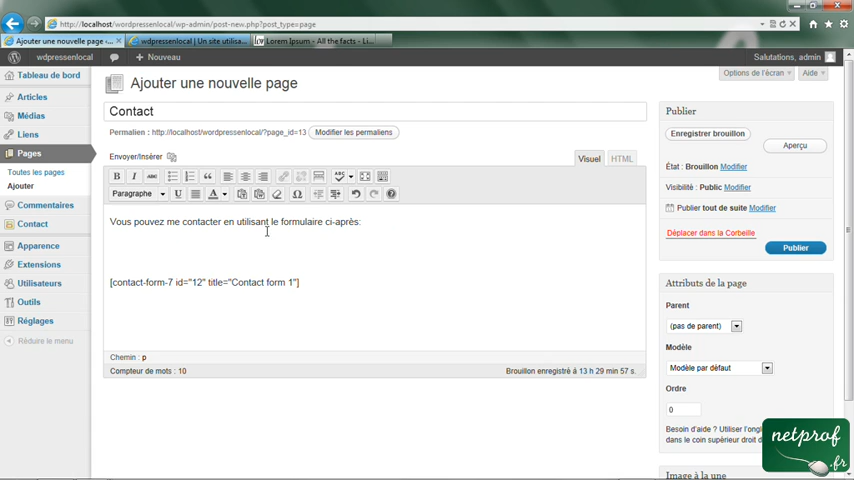 http://localhost/wordpressenlocal/wp-admin/post-new.php?post_type=page
Ajouter une nouvelle page ‹...
wdpressenlocal | Un site utilisa...
Lorem Ipsum - All the facts - Li...
wdpressenlocal
+ Nouveau
Salutations, admin
Tableau de bord
Articles
Médias
Liens
Pages
Toutes les pages
Ajouter
Commentaires
Contact
Apparence
Extensions
Utilisateurs
Outils
Réglages
Réduire le menu
Options de l'écran
Aide
Ajouter une nouvelle page
Contact
Permalien : http://localhost/wordpressenlocal/?page_id=13 Modifier les permaliens
Envoyer/Insérer
Visuel
HTML
B I ABC
ABC
Paragraphe
U
A
Ω
Vous pouvez me contacter en utilisant le formulaire ci-après:
[contact-form-7 id="12" title="Contact form 1"]
Chemin : p
Compteur de mots : 10
Brouillon enregistré à 13 h 29 min 57 s.
Publier
Enregistrer brouillon
Aperçu
État : Brouillon Modifier
Visibilité : Public Modifier
Publier tout de suite Modifier
Déplacer dans la Corbeille
Publier
Attributs de la page
Parent
(pas de parent)
Modèle
Modèle par défaut
Ordre
0
Besoin d'aide ? Utiliser l'ongl
dans le coin supérieur droit d
Image à la une
netprof
.fr